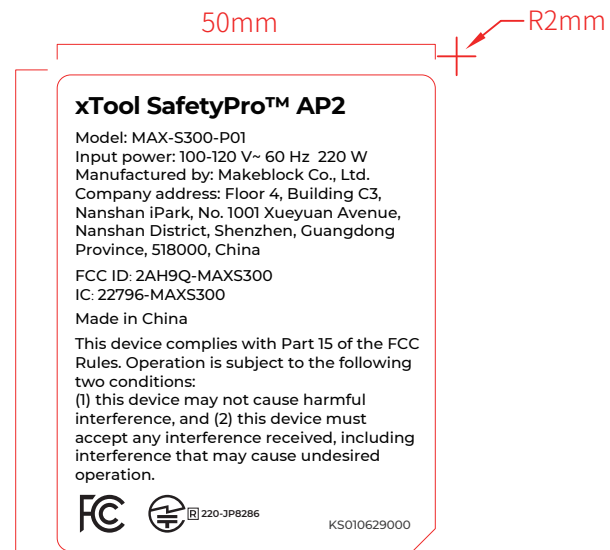 50mm
R2mm
xTool SafetyPro™ AP2
Model: MAX-S300-P01
Input power: 100-120 V~ 60 Hz  220 W
Manufactured by: Makeblock Co., Ltd.
Company address: Floor 4, Building C3,
Nanshan iPark, No. 1001 Xueyuan Avenue,
Nanshan District, Shenzhen, Guangdong
Province, 518000, China
FCC ID: 2AH9Q-MAXS300
IC: 22796-MAXS300
Made in China
This device complies with Part 15 of the FCC
Rules. Operation is subject to the following
two conditions:
(1) this device may not cause harmful
interference, and (2) this device must
accept any interference received, including
interference that may cause undesired
operation.
FC R 220-JP8286
KS010629000